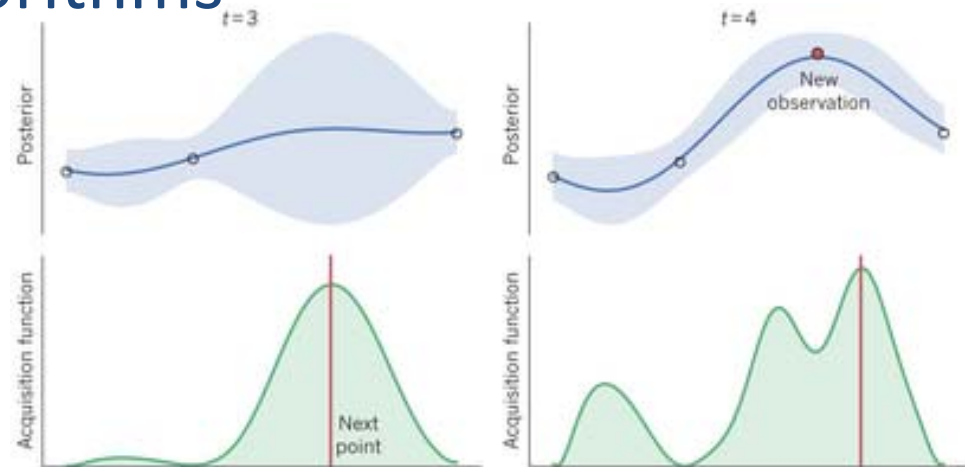 t=3
t=4
Posterior
Posterior
New
observation
Acquisition function
Next
point
Acquisition function